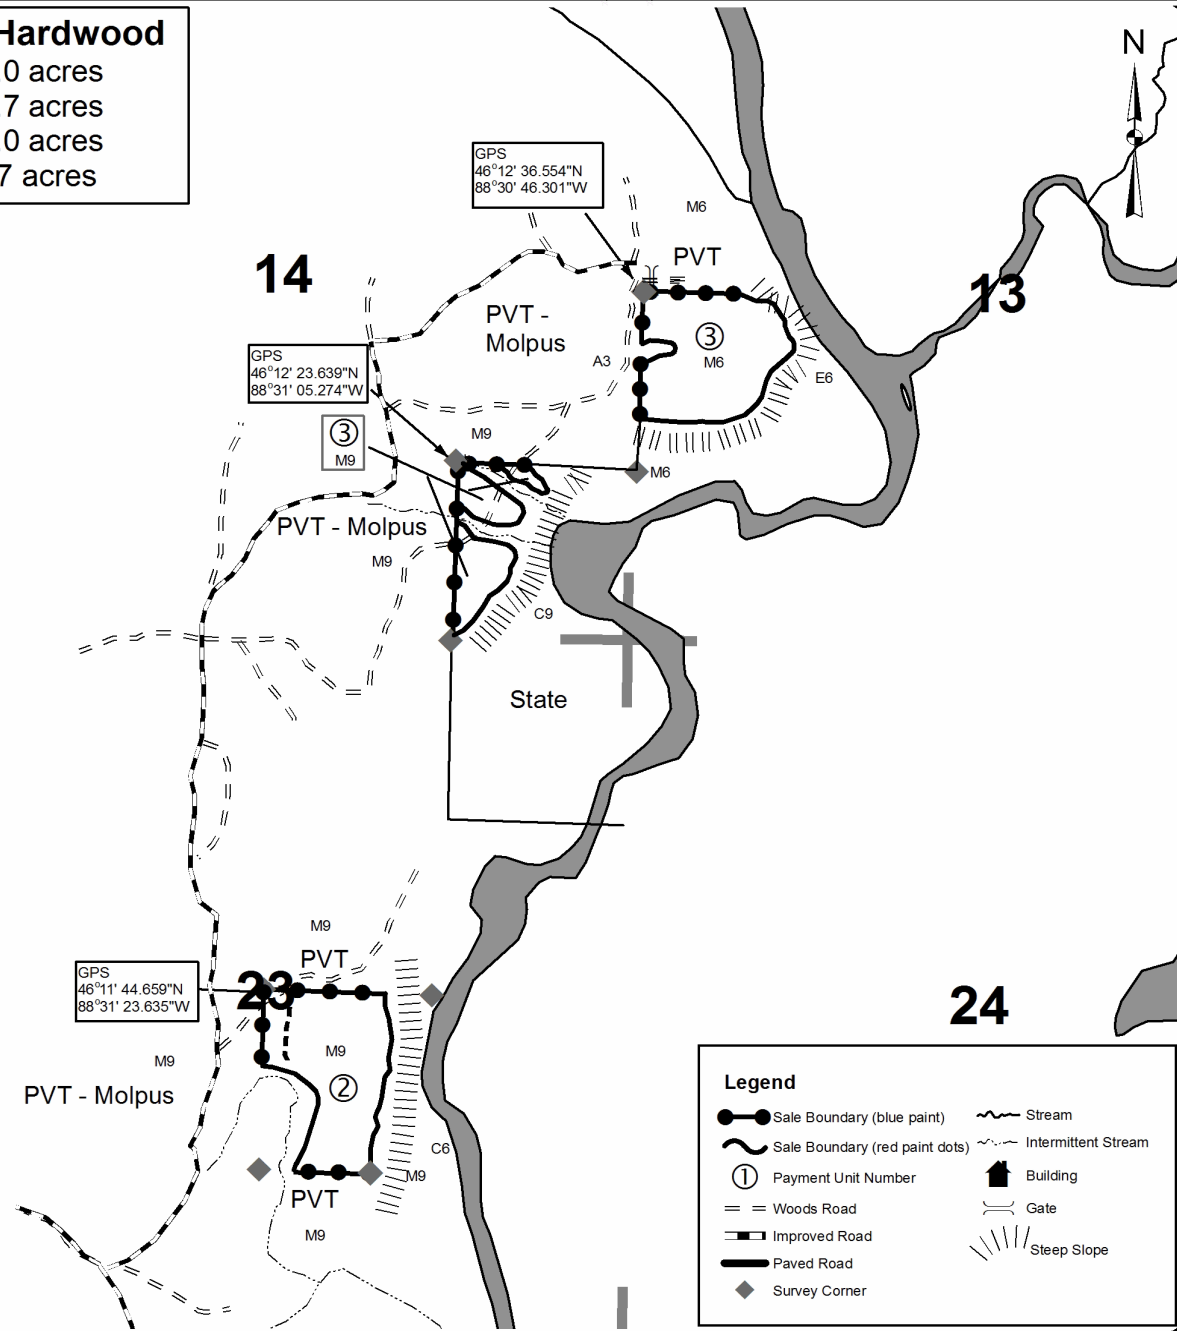 Hardwood
.0 acres
.7 acres
.0 acres
7 acres
N
GPS
46°12' 36.554"N
88°30' 46.301"W
M6
PVT
14
13
PVT -
Molpus
③
M6
A3
E6
GPS
46°12' 23.639"N
88°31' 05.274"W
③
M9
M9
M6
PVT - Molpus
M9
C9
State
M9
PVT
GPS
46°11' 44.659"N
88°31' 23.635"W
23
24
M9
M9
②
PVT - Molpus
C6
M9
PVT
M9
Legend
Sale Boundary (blue paint)
Sale Boundary (red paint dots)
① Payment Unit Number
Woods Road
Improved Road
Paved Road
Survey Corner
Stream
Intermittent Stream
Building
Gate
Steep Slope